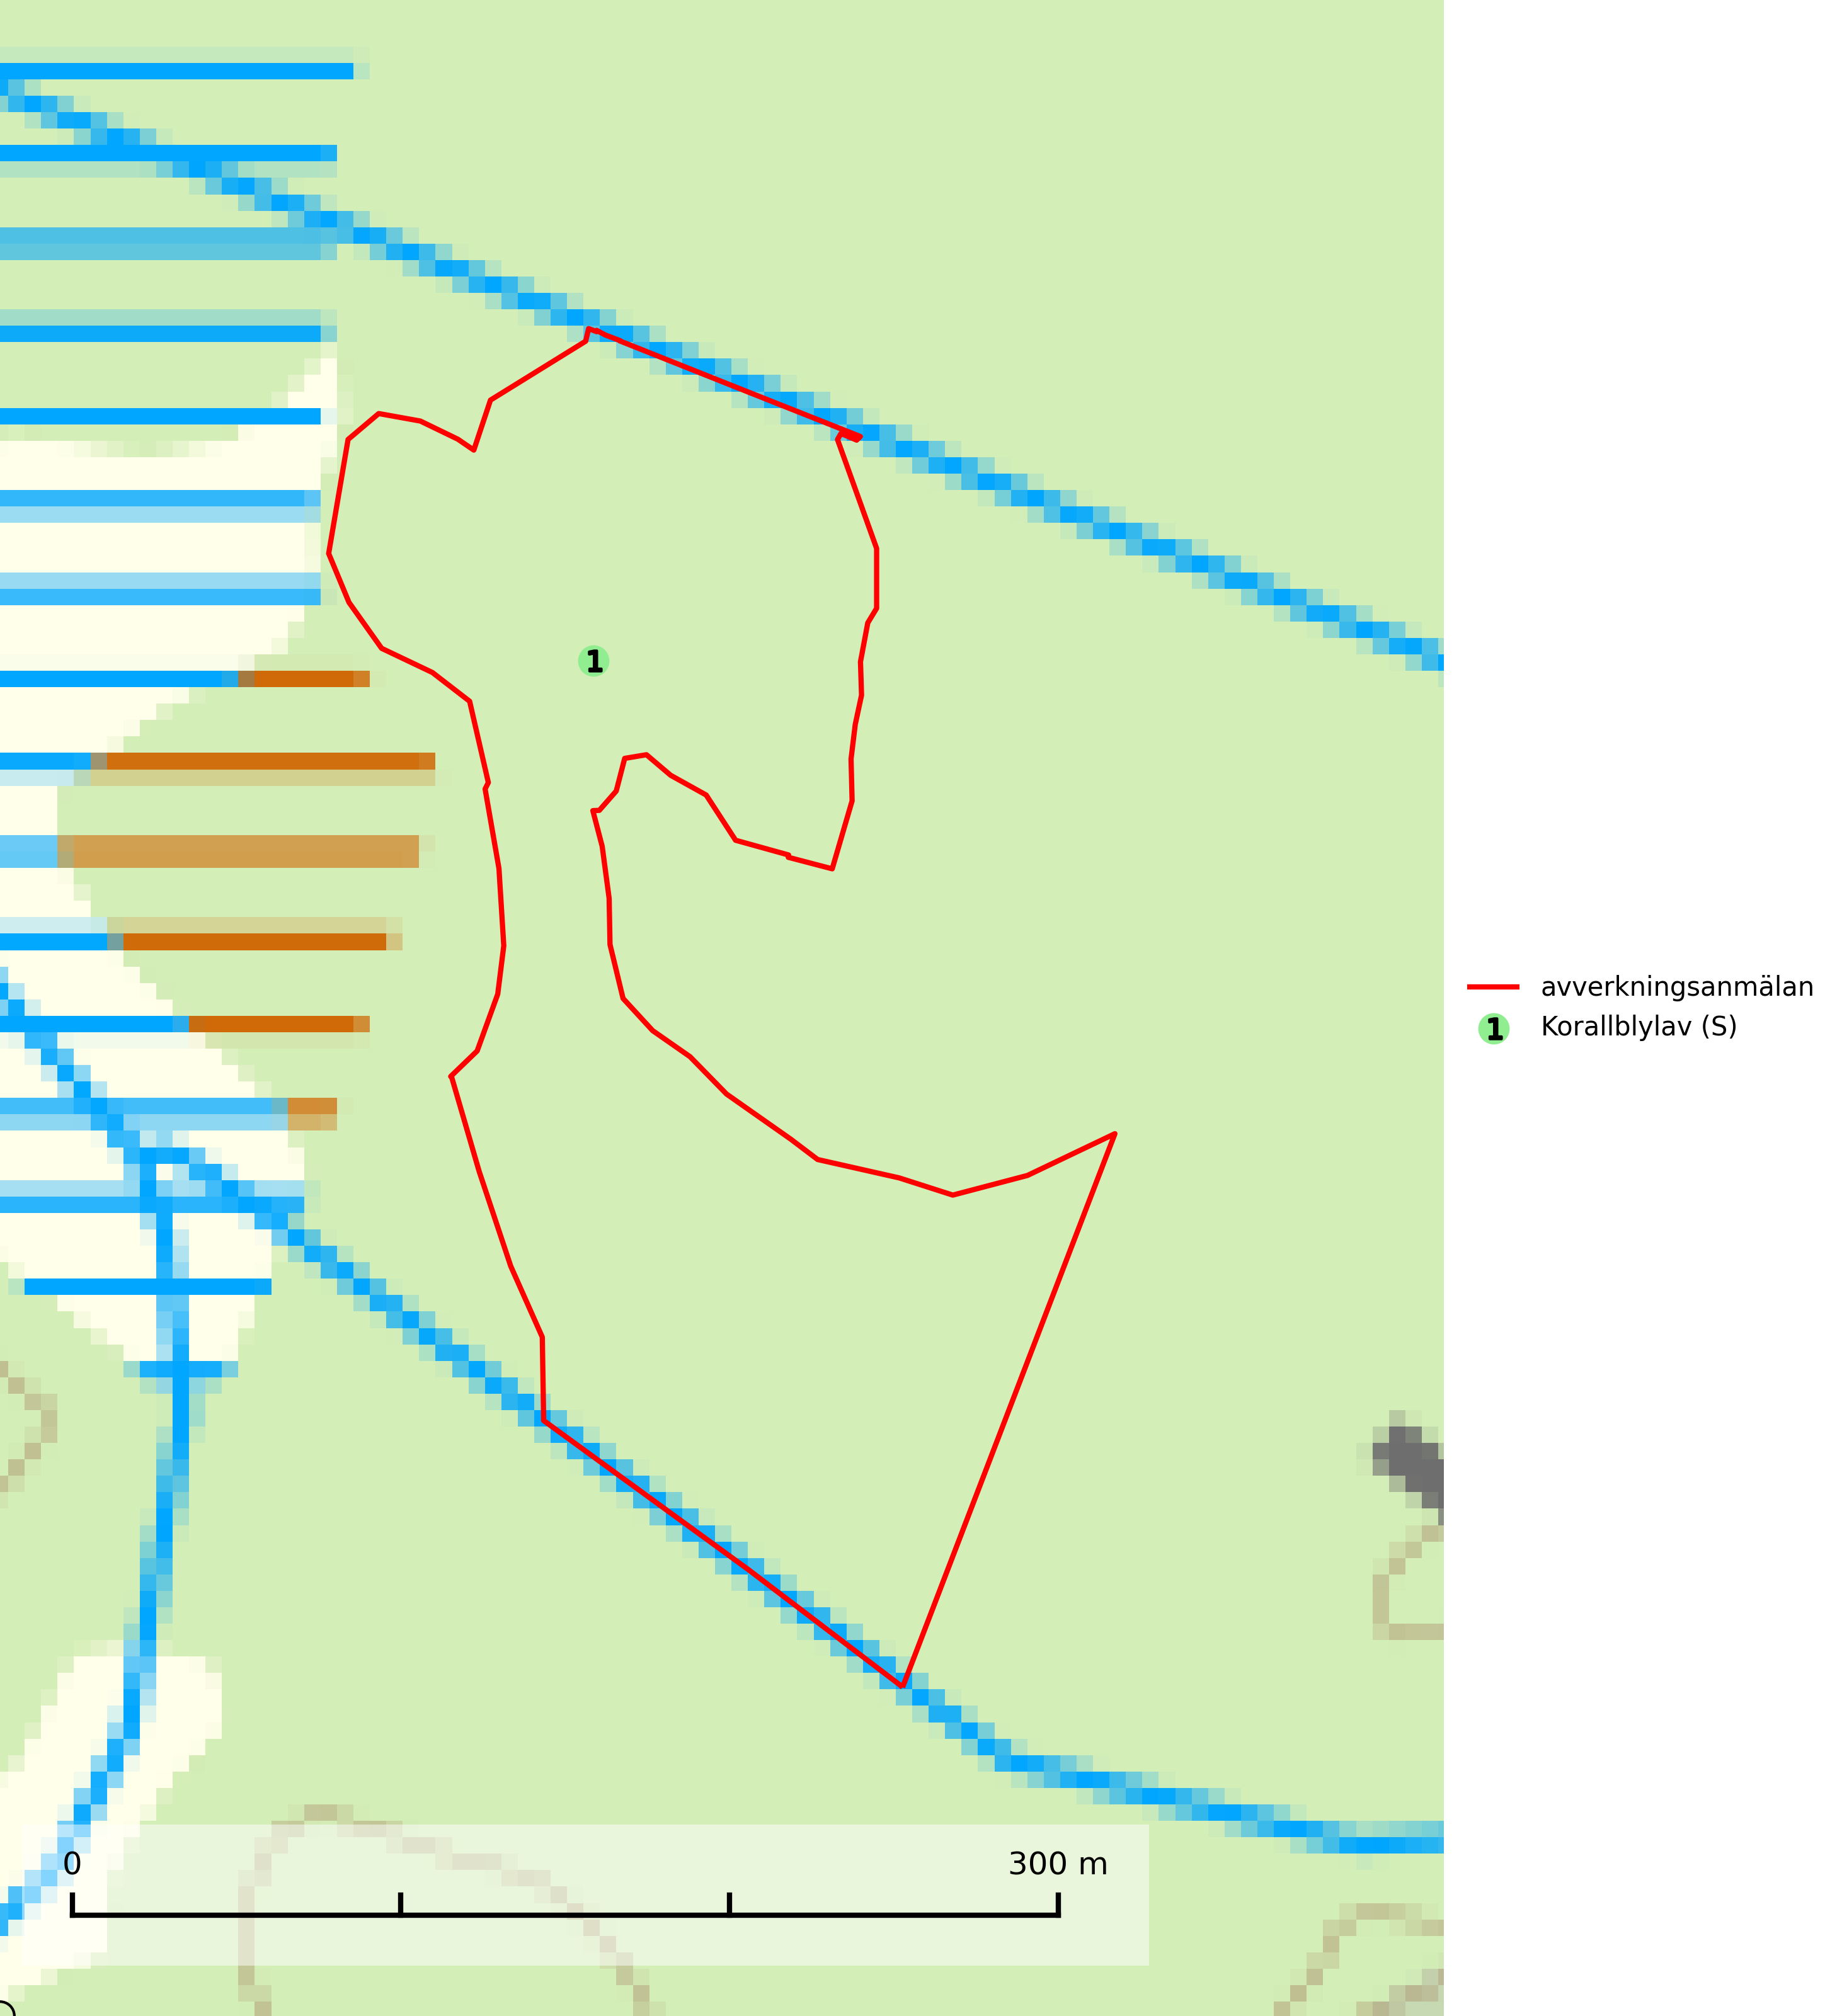 1
avverkningsanmälan
1 Korallblylav (S)
0 300 m